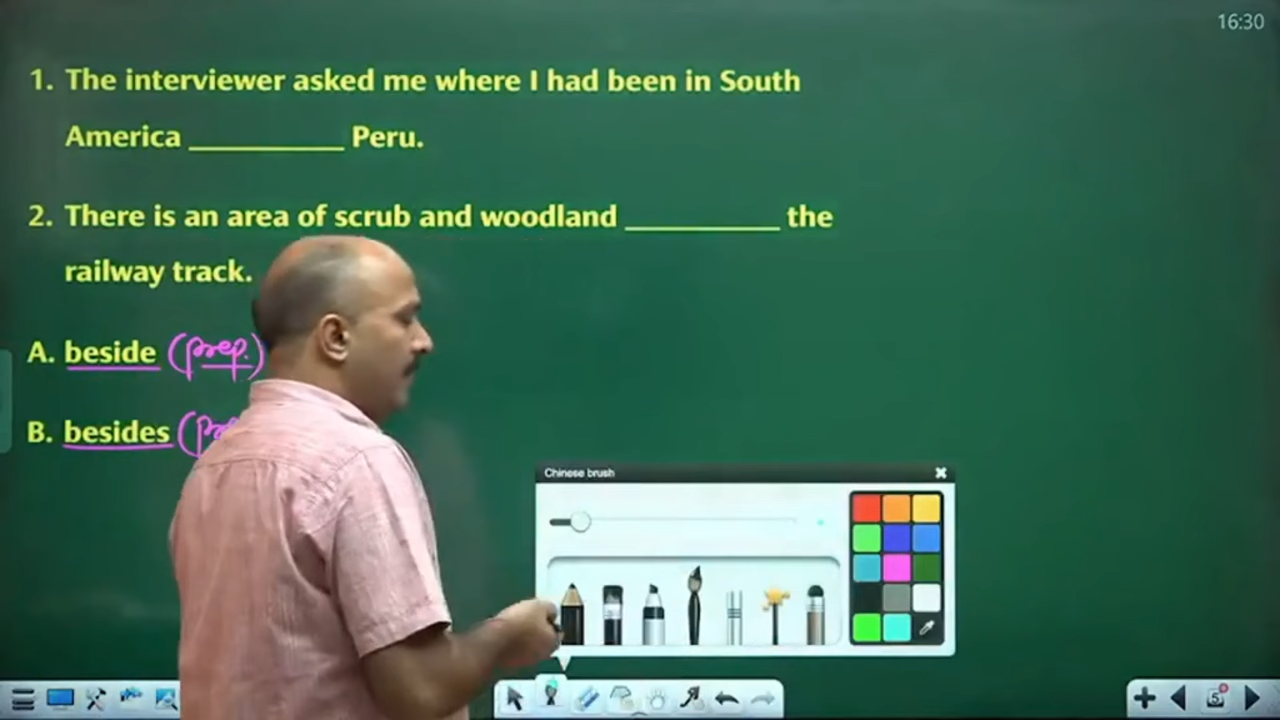 16:30
1. The interviewer asked me where I had been in South
America __________ Peru.
2. There is an area of scrub and woodland __________ the
railway track.
A. beside (prep.)
B. besides
Chinese brush
5